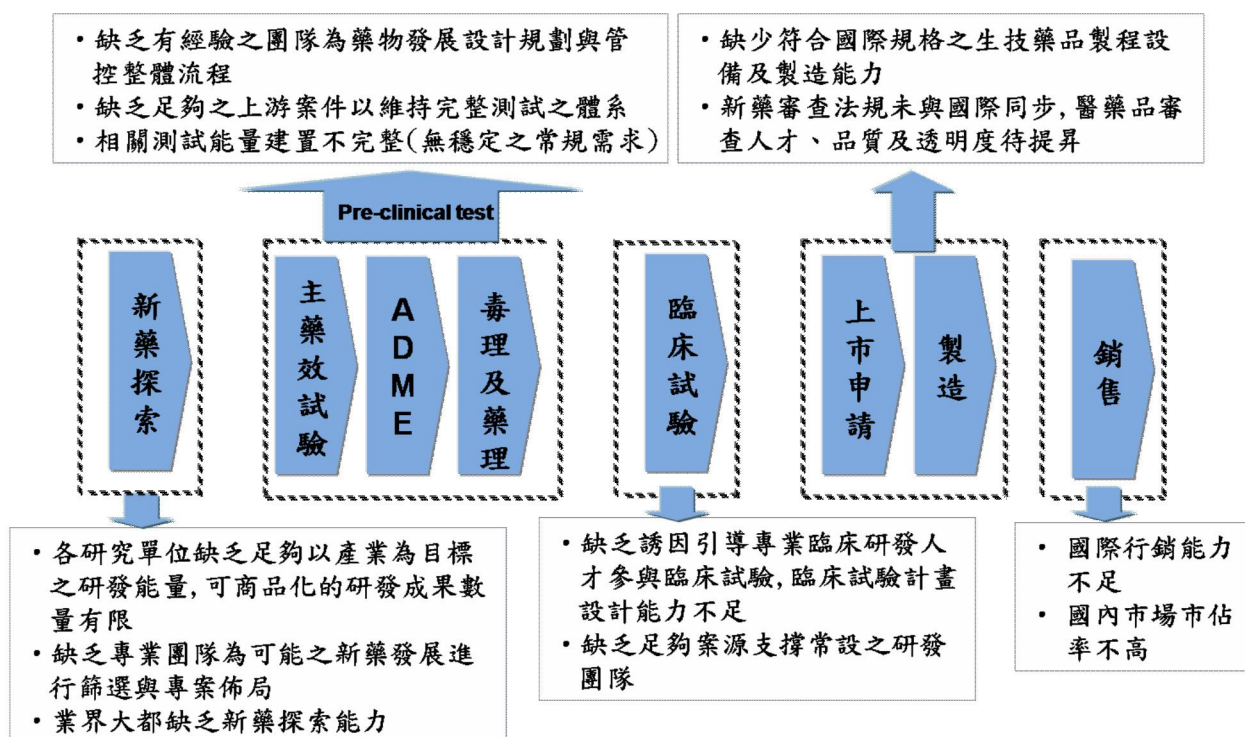 • 缺乏有經驗之團隊為藥物發展設計規劃與管
控整體流程
• 缺乏足夠之上游案件以維持完整測試之體系
• 相關測試能量建置不完整(無穩定之常規需求)
• 缺少符合國際規格之生技藥品製程設
備及製造能力
• 新藥審查法規未與國際同步,醫藥品審
查人才、品質及透明度待提昇
Pre-clinical test
新藥探索
主藥效試驗
ADME
毒理及藥理
臨床試驗
上市申請
製造
銷售
• 各研究單位缺乏足夠以產業為目標
之研發能量,可商品化的研發成果數
量有限
• 缺乏專業團隊為可能之新藥發展進
行篩選與專案佈局
• 業界大都缺乏新藥探索能力
• 缺乏誘因引導專業臨床研發人
才參與臨床試驗,臨床試驗計畫
設計能力不足
• 缺乏足夠案源支撐常設之研發
團隊
• 國際行銷能力
不足
• 國內市場市佔
率不高